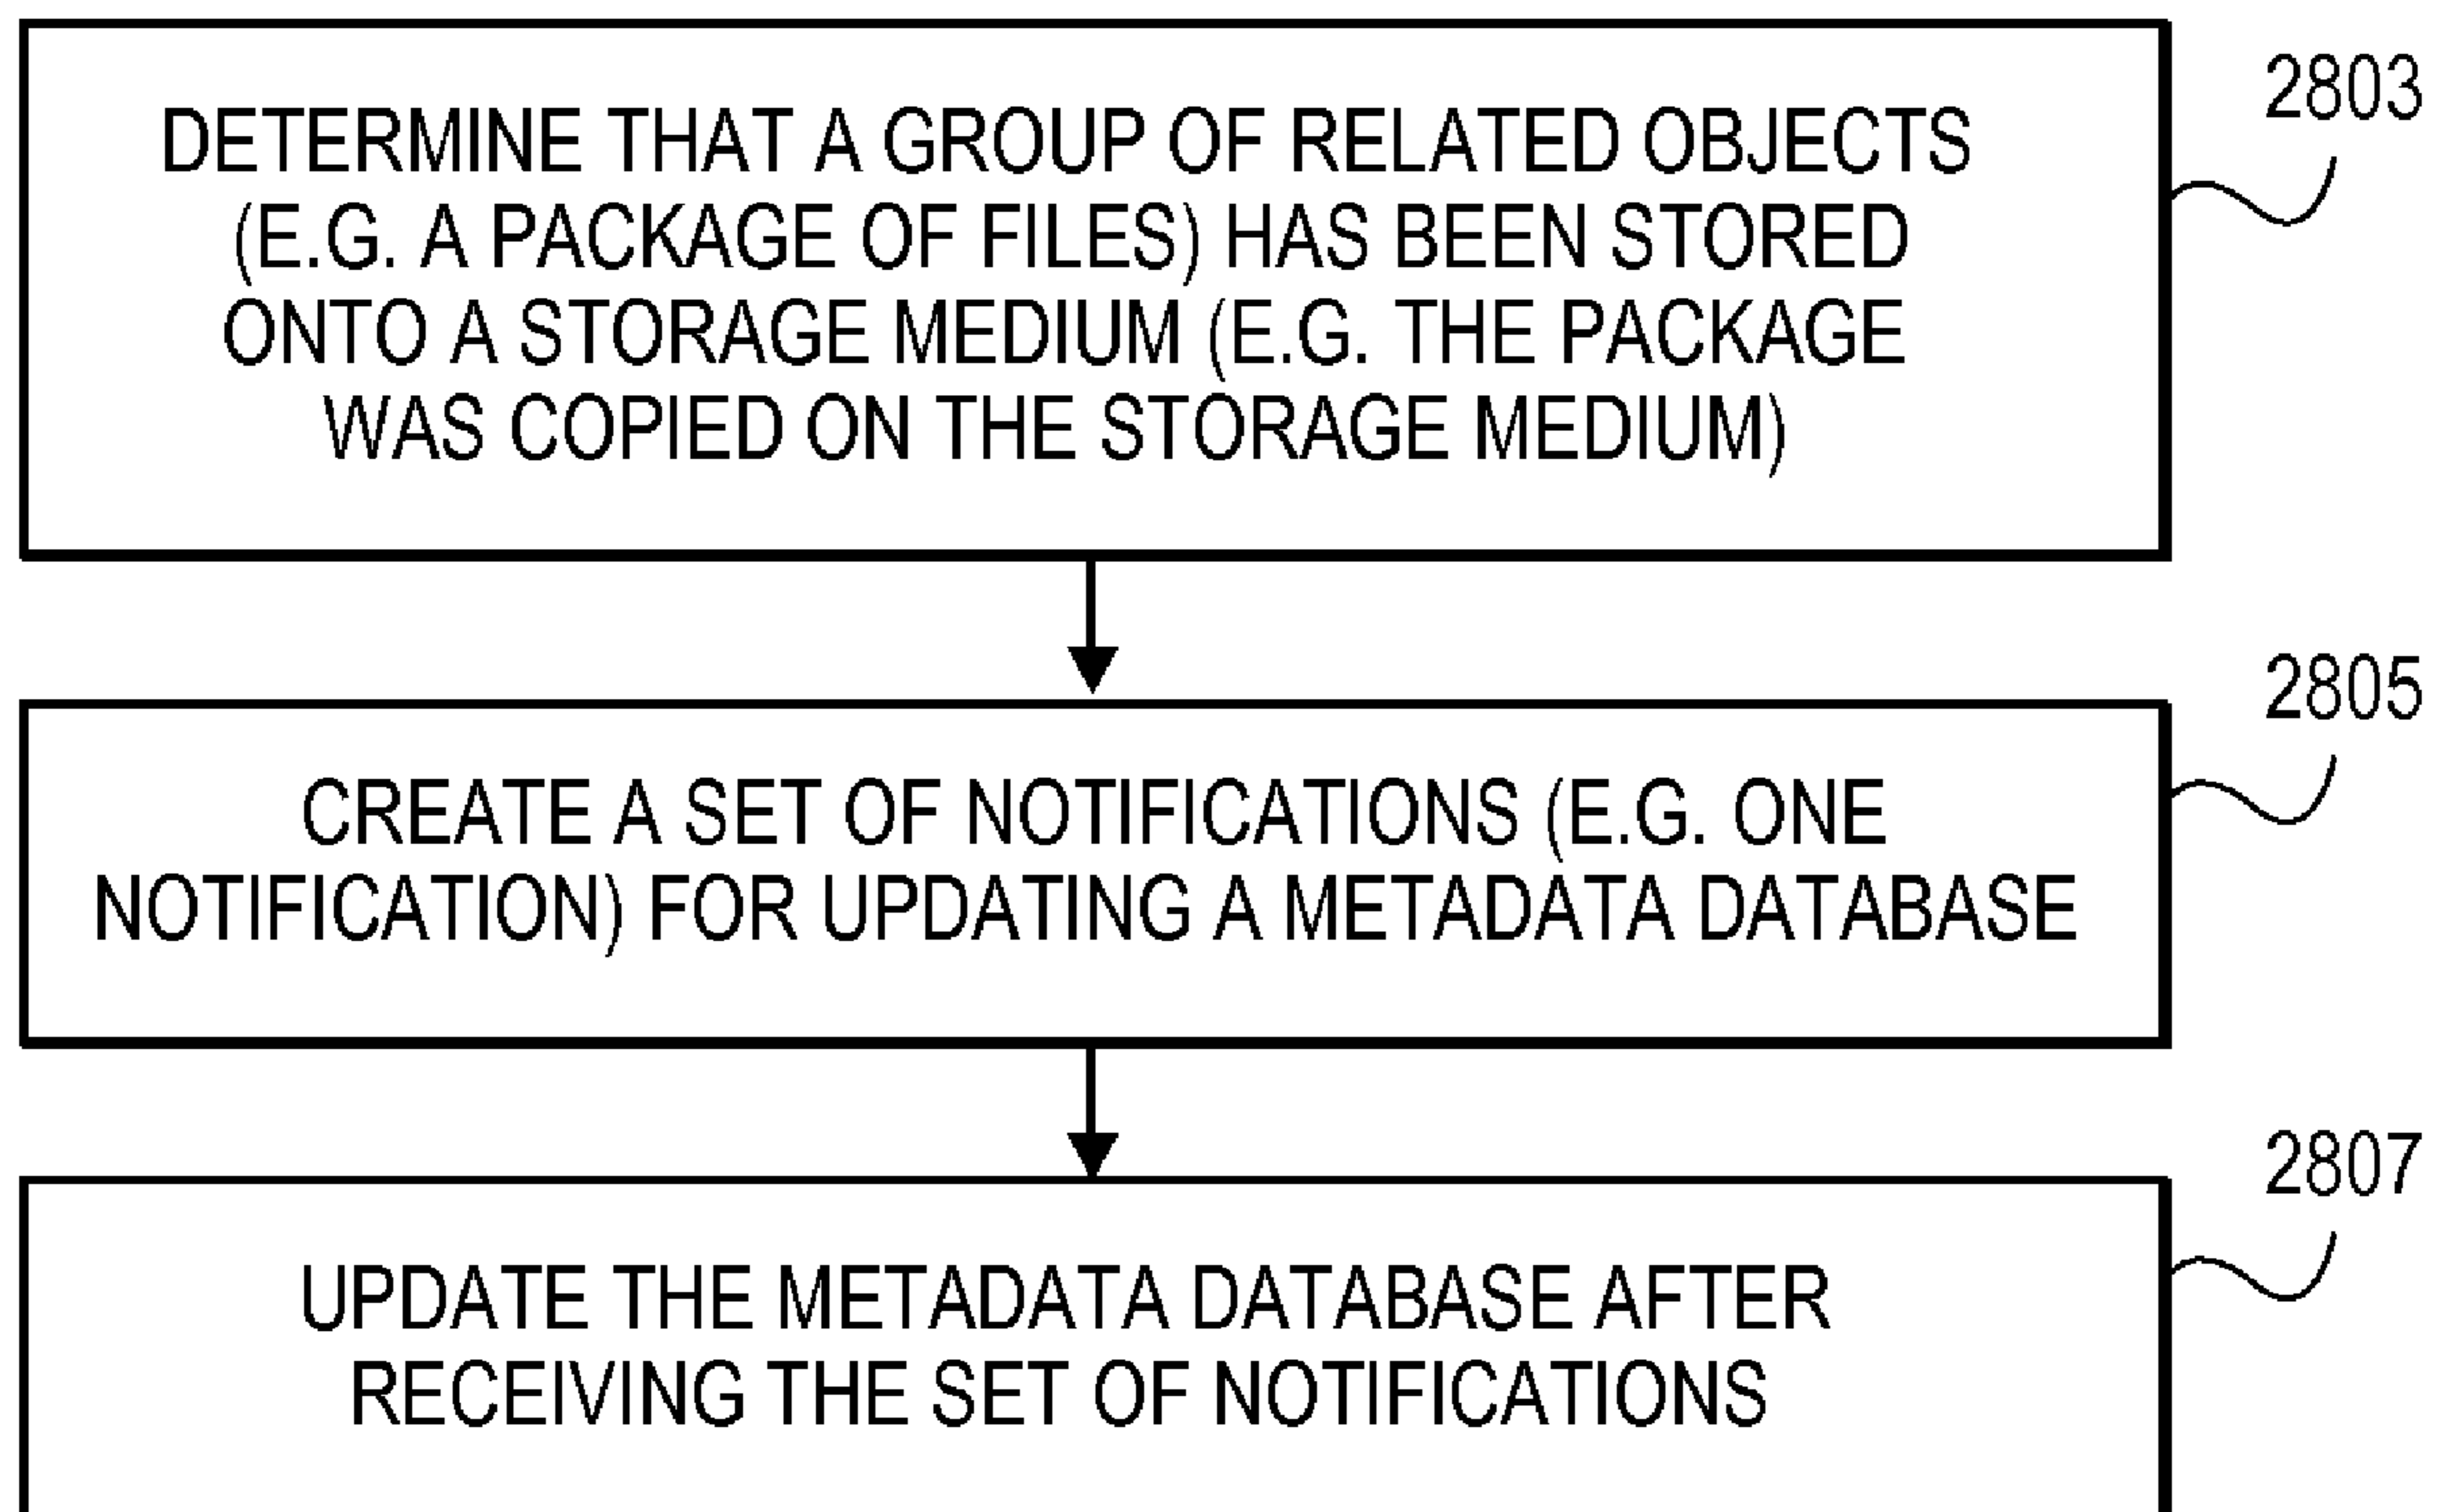 2803
DETERMINE THAT A GROUP OF RELATED OBJECTS
(E.G. A PACKAGE OF FILES) HAS BEEN STORED
ONTO A STORAGE MEDIUM (E.G. THE PACKAGE
WAS COPIED ON THE STORAGE MEDIUM)
2805
CREATE A SET OF NOTIFICATIONS (E.G. ONE
NOTIFICATION) FOR UPDATING A METADATA DATABASE
2807
UPDATE THE METADATA DATABASE AFTER
RECEIVING THE SET OF NOTIFICATIONS